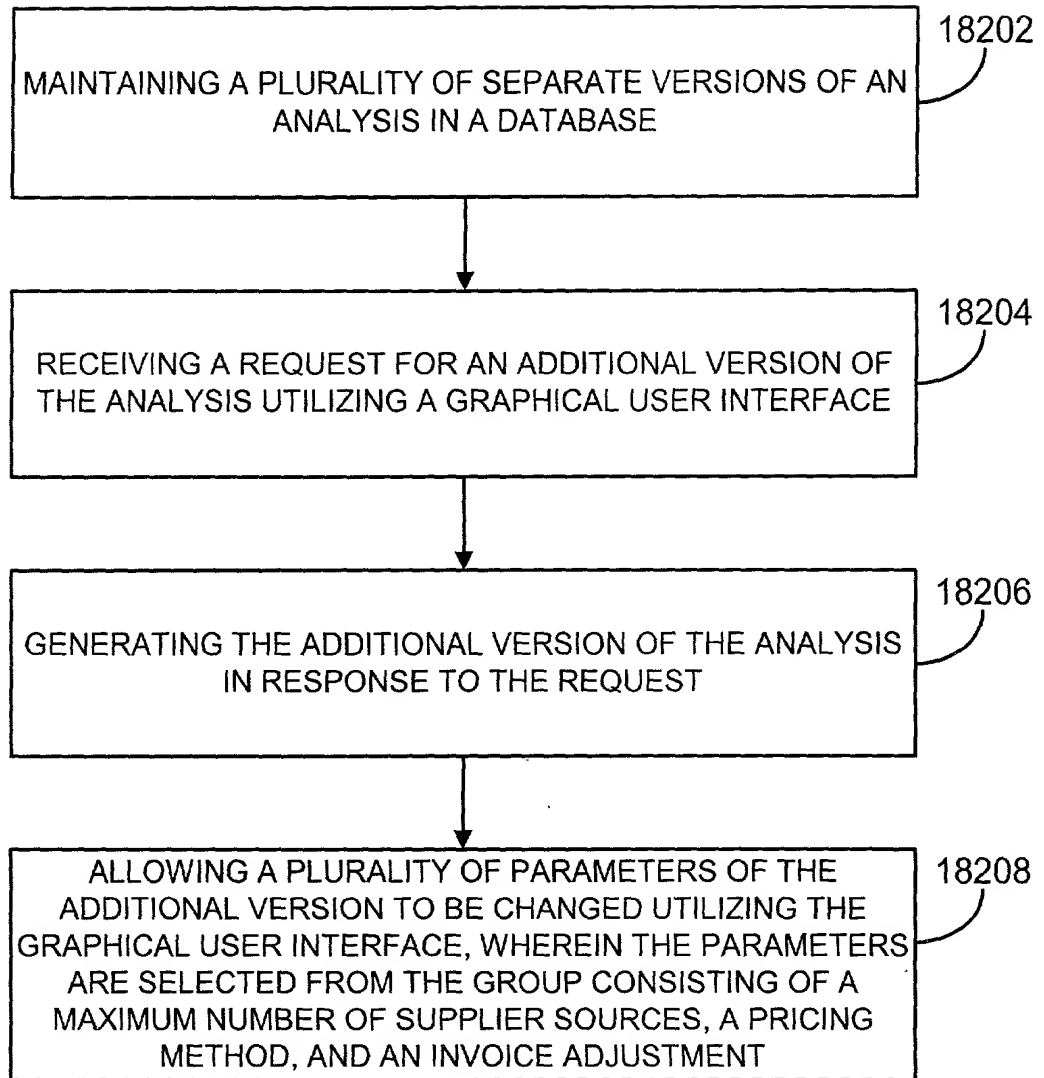 18202
MAINTAINING A PLURALITY OF SEPARATE VERSIONS OF AN
ANALYSIS IN A DATABASE
18204
RECEIVING A REQUEST FOR AN ADDITIONAL VERSION OF
THE ANALYSIS UTILIZING A GRAPHICAL USER INTERFACE
18206
GENERATING THE ADDITIONAL VERSION OF THE ANALYSIS
IN RESPONSE TO THE REQUEST
18208
ALLOWING A PLURALITY OF PARAMETERS OF THE
ADDITIONAL VERSION TO BE CHANGED UTILIZING THE
GRAPHICAL USER INTERFACE, WHEREIN THE PARAMETERS
ARE SELECTED FROM THE GROUP CONSISTING OF A
MAXIMUM NUMBER OF SUPPLIER SOURCES, A PRICING
METHOD, AND AN INVOICE ADJUSTMENT